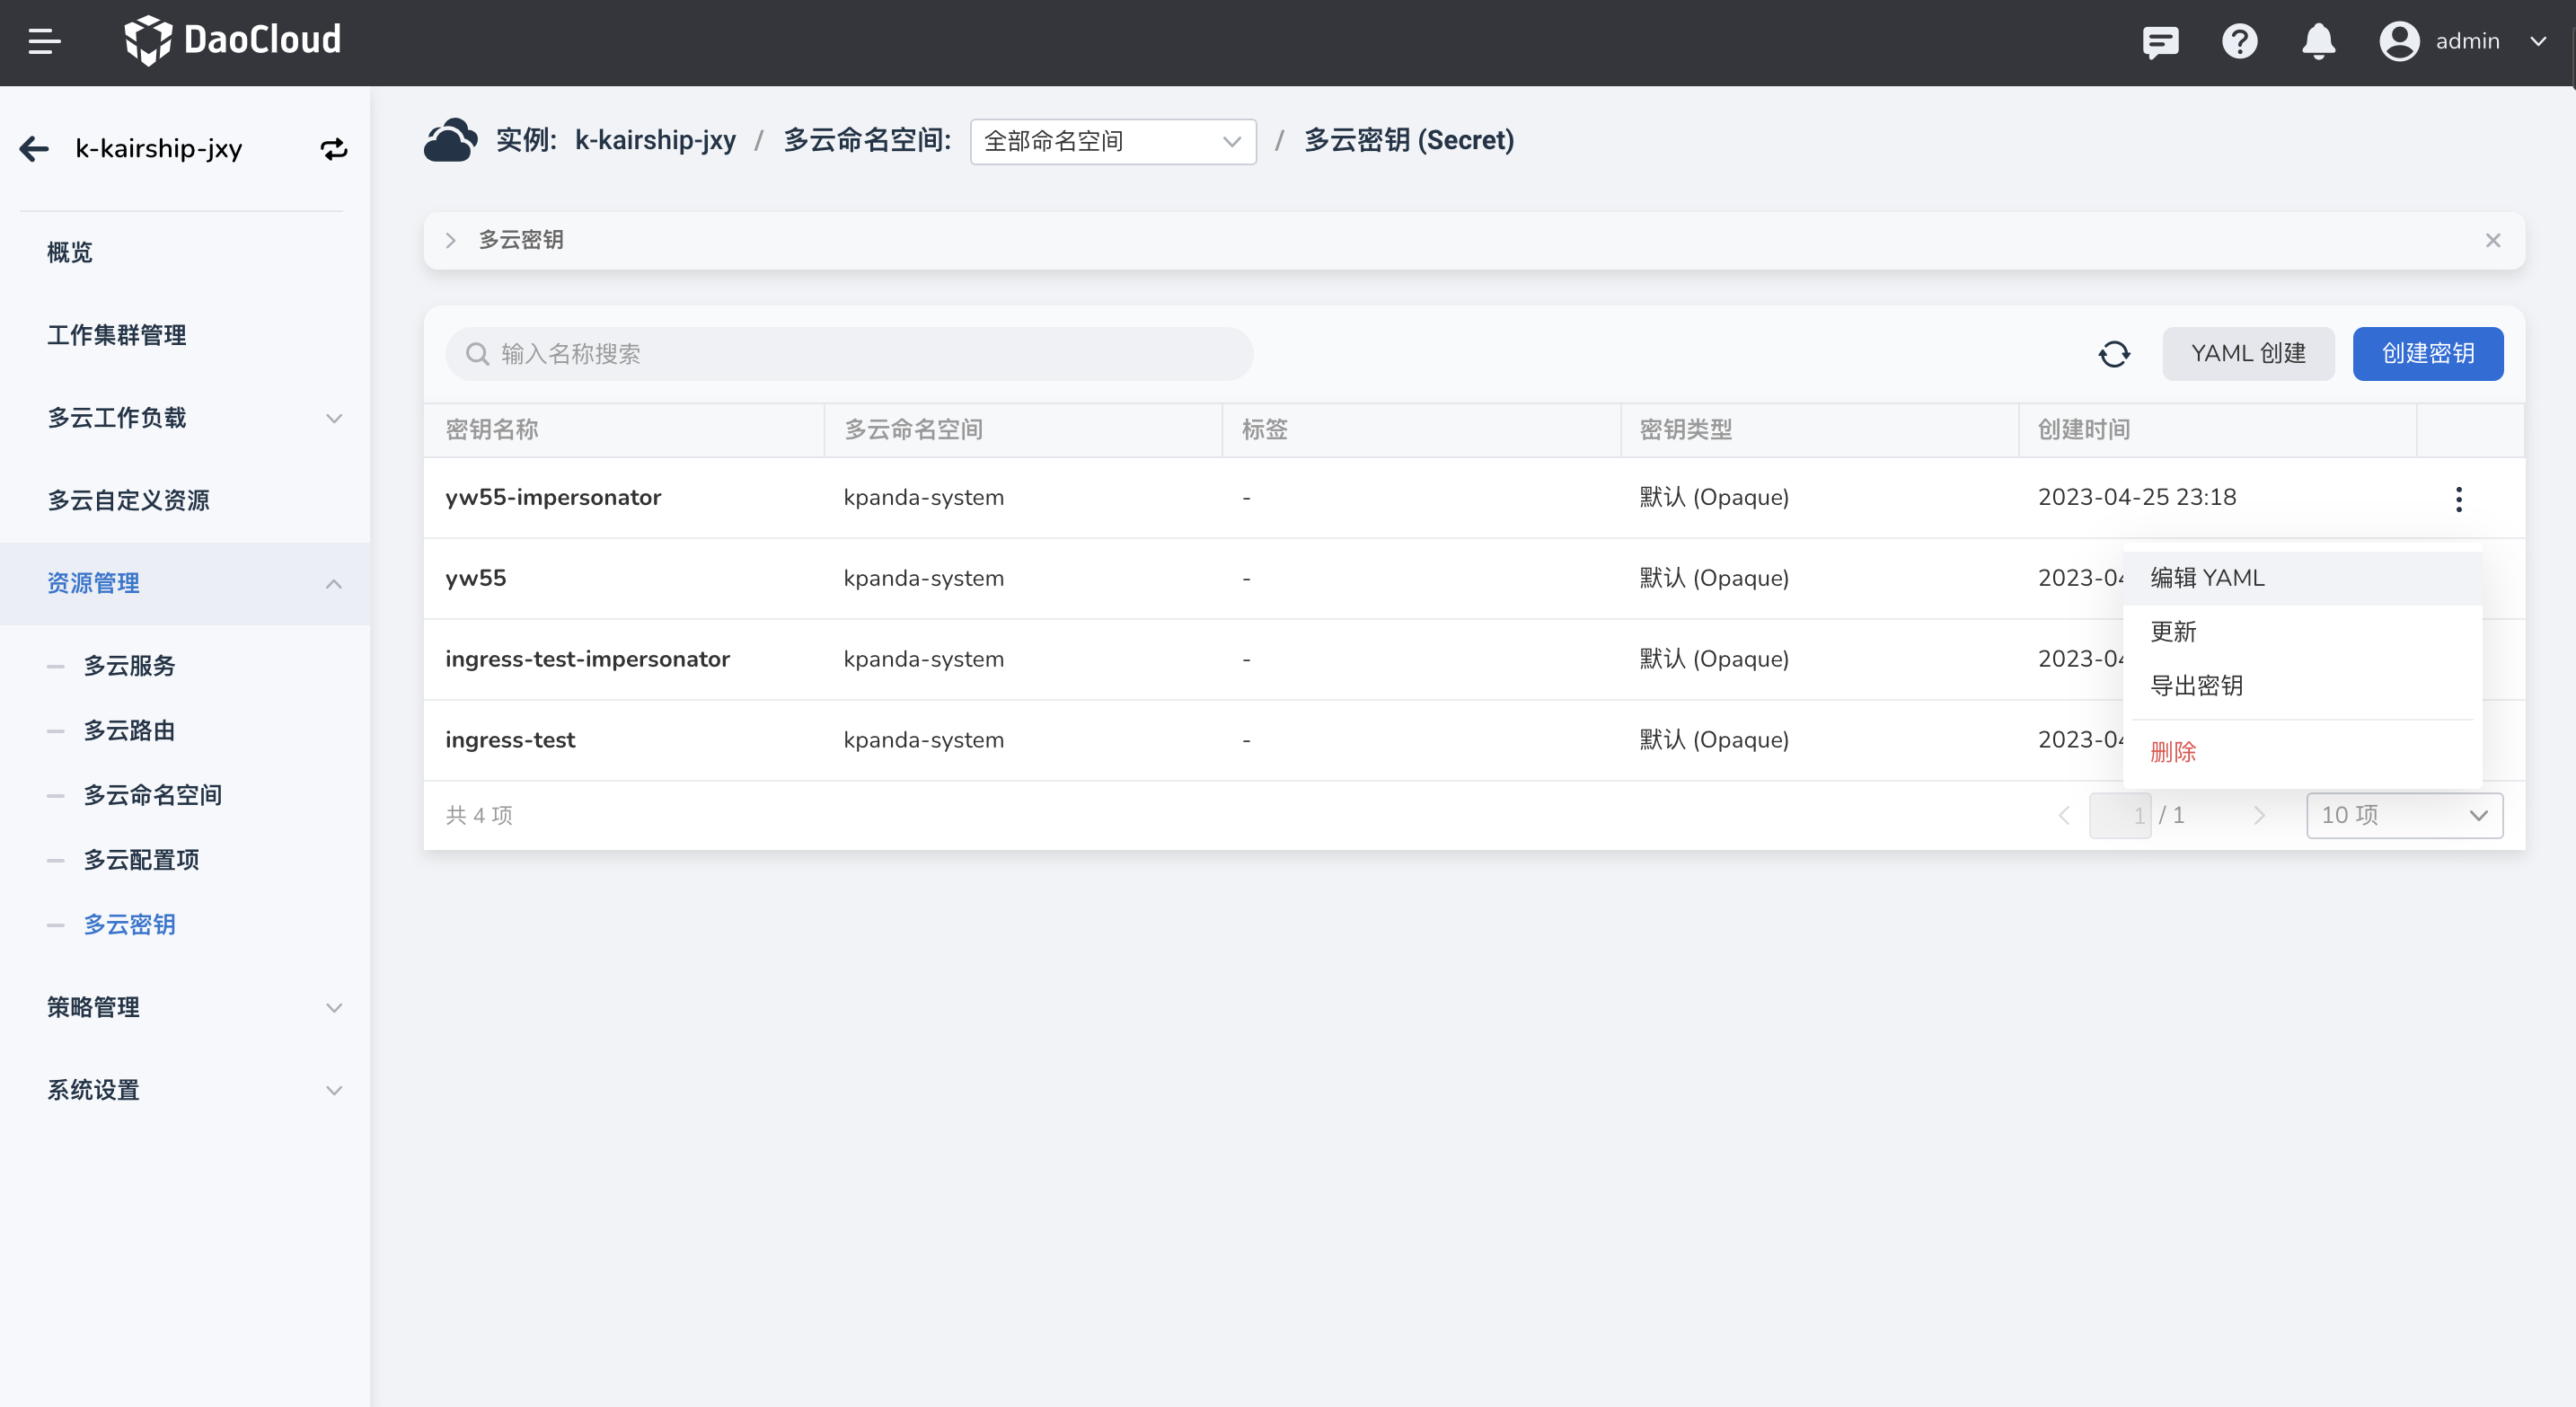 DaoCloud
admin
k-kairship-jxy
概览
工作集群管理
多云工作负载
多云自定义资源
资源管理
多云服务
多云路由
多云命名空间
多云配置项
多云密钥
策略管理
系统设置
实例: k-kairship-jxy / 多云命名空间: 全部命名空间 / 多云密钥 (Secret)
多云密钥
输入名称搜索
YAML 创建
创建密钥
密钥名称 多云命名空间 标签 密钥类型 创建时间
yw55-impersonator kpanda-system - 默认 (Opaque) 2023-04-25 23:18
yw55 kpanda-system - 默认 (Opaque) 2023-04
ingress-test-impersonator kpanda-system - 默认 (Opaque) 2023-04
ingress-test kpanda-system - 默认 (Opaque) 2023-04
编辑 YAML
更新
导出密钥
删除
共 4 项
1 / 1
10 项